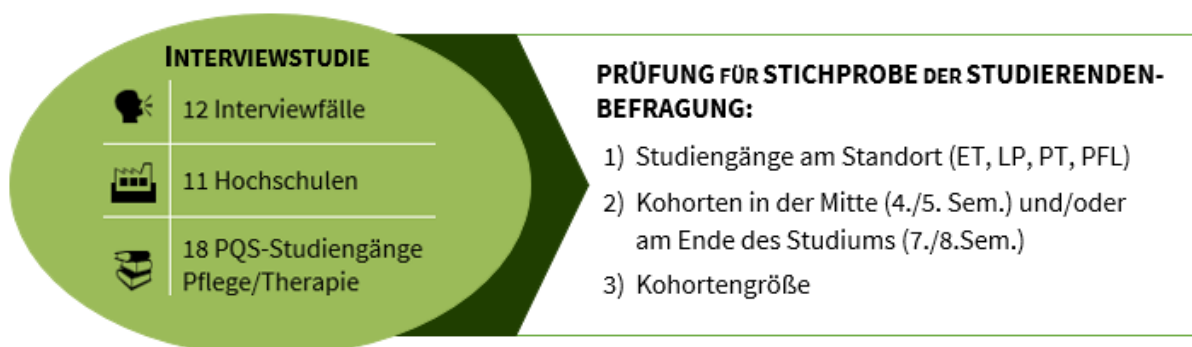 INTERVIEWSTUDIE
12 Interviewfälle
11 Hochschulen
18 PQS-Studiengänge
Pflege/Therapie
PRÜFUNG FÜR STICHPROBE DER STUDIERENDEN-
BEFRAGUNG:
1) Studiengänge am Standort (ET, LP, PT, PFL)
2) Kohorten in der Mitte (4./5. Sem.) und/oder
am Ende des Studiums (7./8.Sem.)
3) Kohortengröße